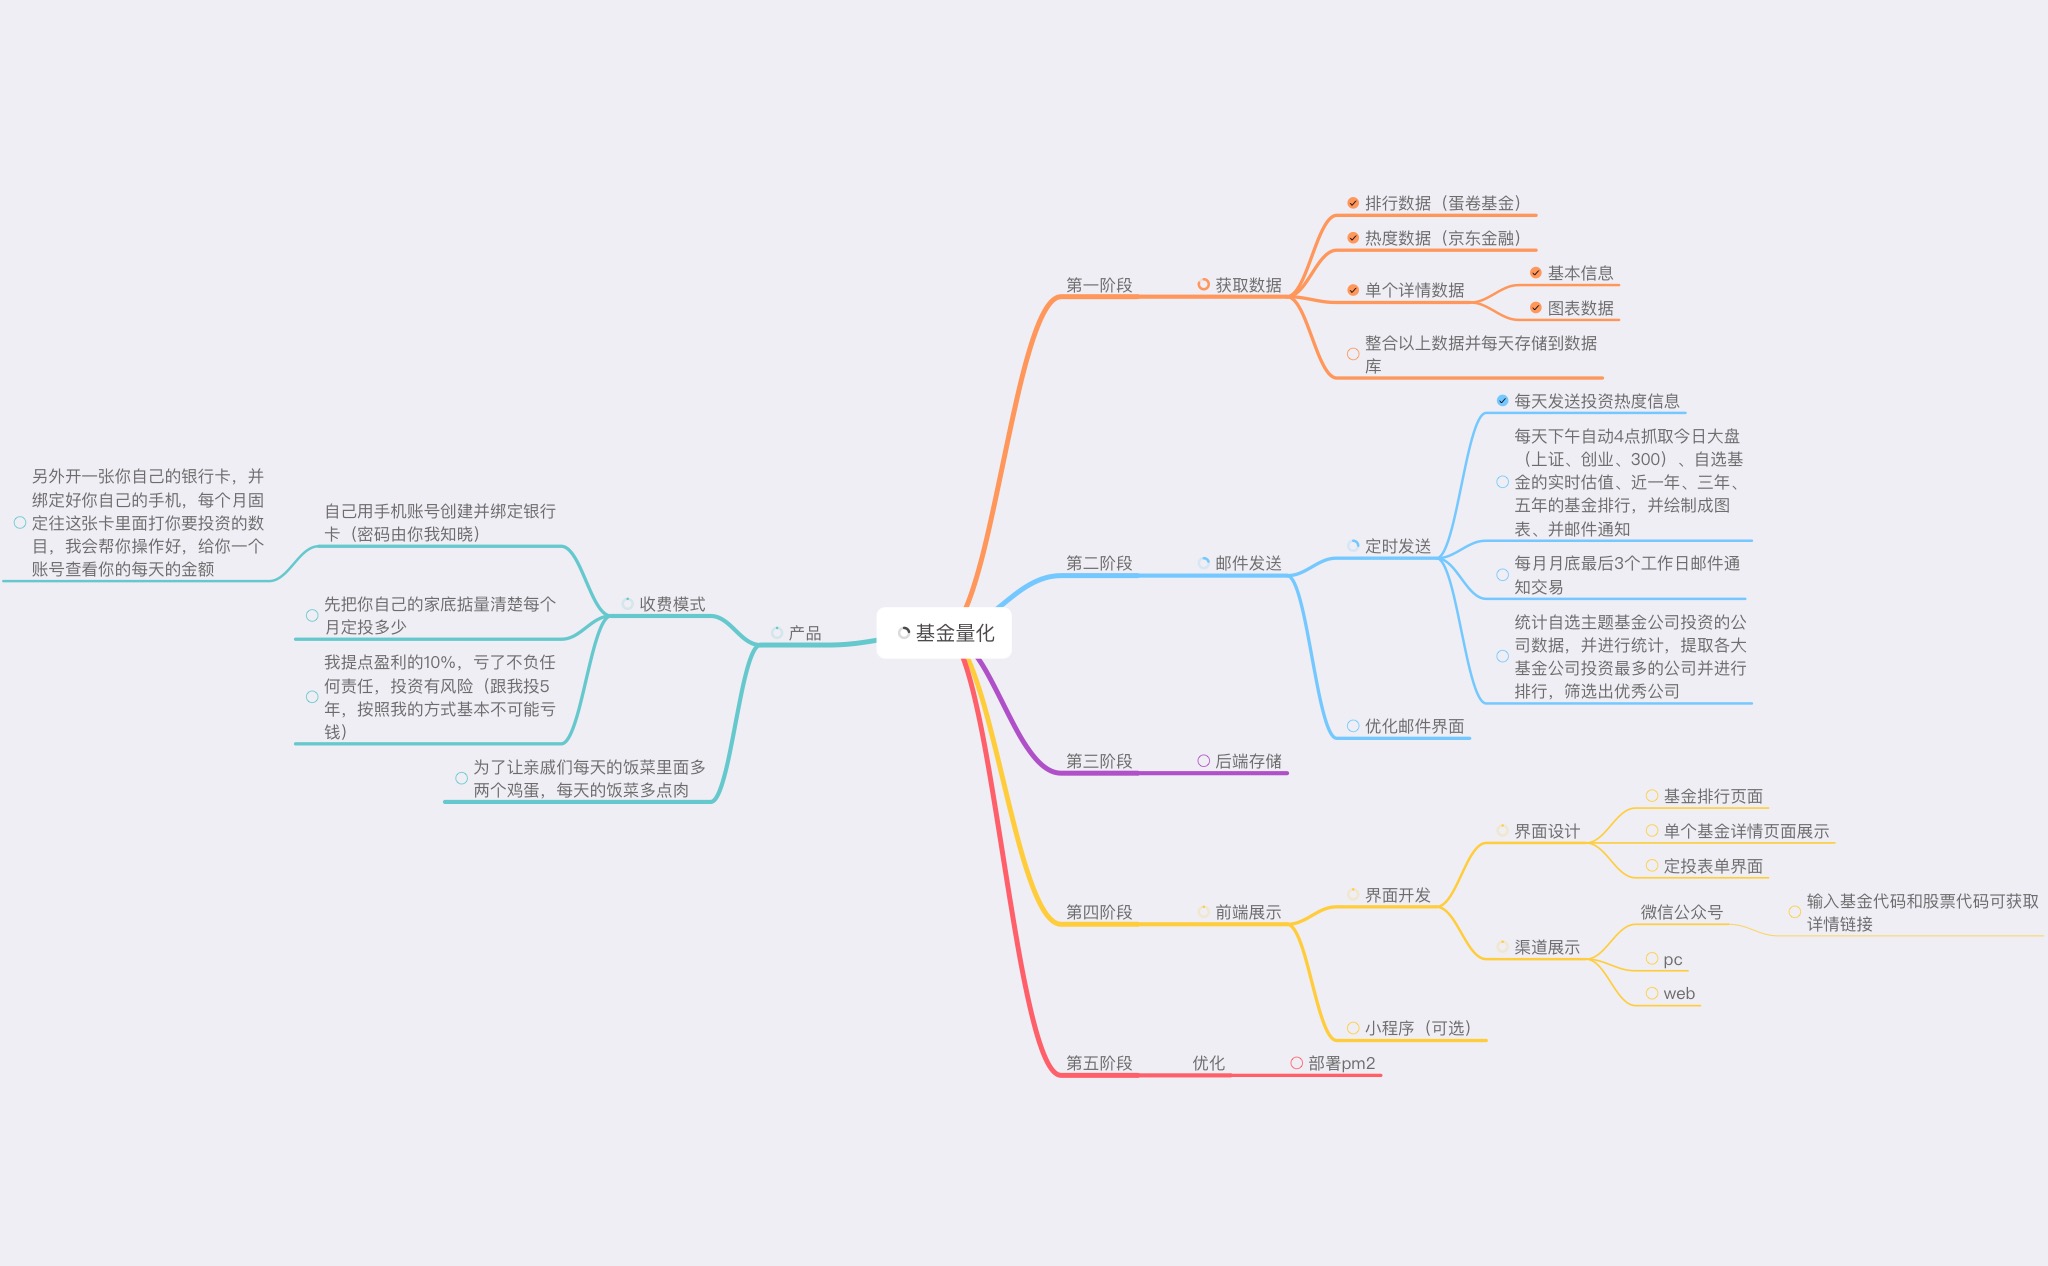 基金量化
第一阶段
获取数据
排行数据（蛋卷基金）
热度数据（京东金融）
单个详情数据
基本信息
图表数据
整合以上数据并每天存储到数据
库
第二阶段
邮件发送
定时发送
每天发送投资热度信息
每天下午自动4点抓取今日大盘
（上证、创业、300）、自选基
金的实时估值、近一年、三年、
五年的基金排行，并绘制成图
表、并邮件通知
每月月底最后3个工作日邮件通
知交易
统计自选主题基金公司投资的公
司数据，并进行统计，提取各大
基金公司投资最多的公司并进行
排行，筛选出优秀公司
优化邮件界面
第三阶段
后端存储
第四阶段
前端展示
界面开发
界面设计
基金排行页面
单个基金详情页面展示
定投表单界面
渠道展示
微信公众号
输入基金代码和股票代码可获取
详情链接
pc
web
小程序（可选）
第五阶段
优化
部署pm2
产品
收费模式
自己用手机账号创建并绑定银行
卡（密码由你我知晓）
另外开一张你自己的银行卡，并
绑定好你自己的手机，每个月固
定往这张卡里面打你要投资的数
目，我会帮你操作好，给你一个
账号查看你的每天的金额
先把你自己的家底掂量清楚每个
月定投多少
我提点盈利的10%，亏了不负任
何责任，投资有风险（跟我投5
年，按照我的方式基本不可能亏
钱）
为了让亲戚们每天的饭菜里面多
两个鸡蛋，每天的饭菜多点肉